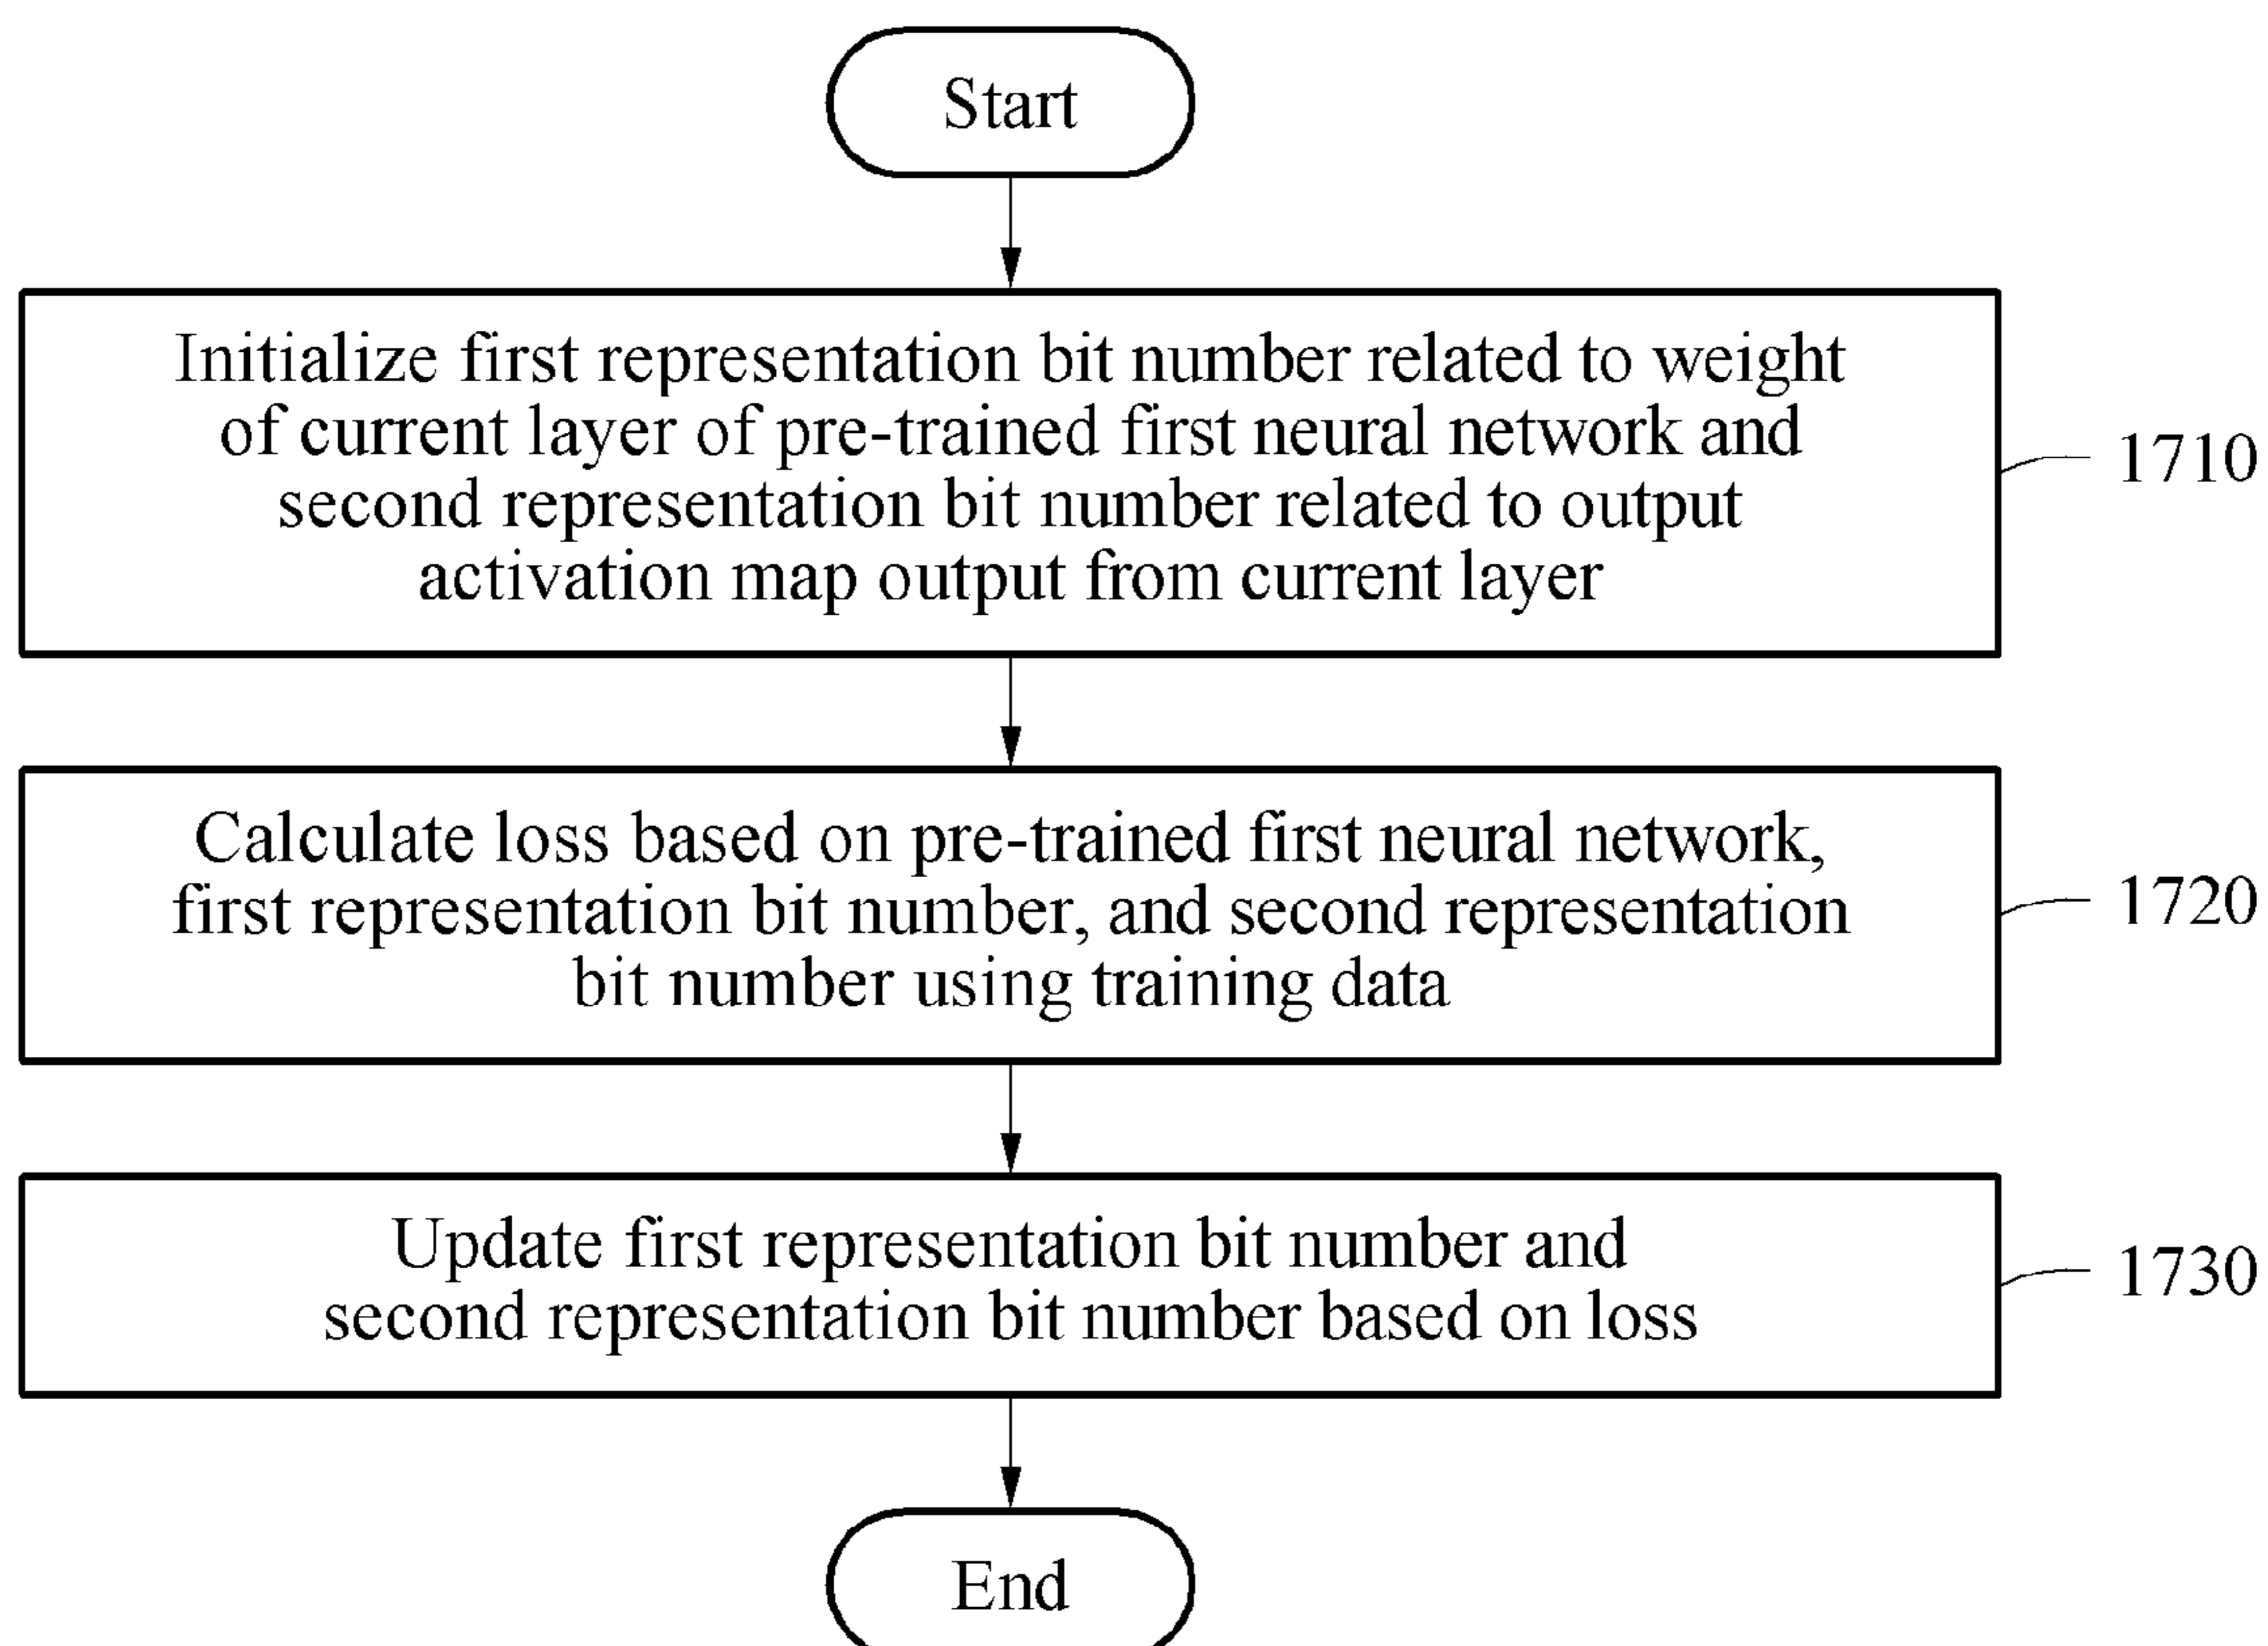 Start
Initialize first representation bit number related to weight
of current layer of pre-trained first neural network and
second representation bit number related to output
activation map output from current layer
1710
Calculate loss based on pre-trained first neural network,
first representation bit number, and second representation
bit number using training data
1720
Update first representation bit number and
second representation bit number based on loss
1730
End